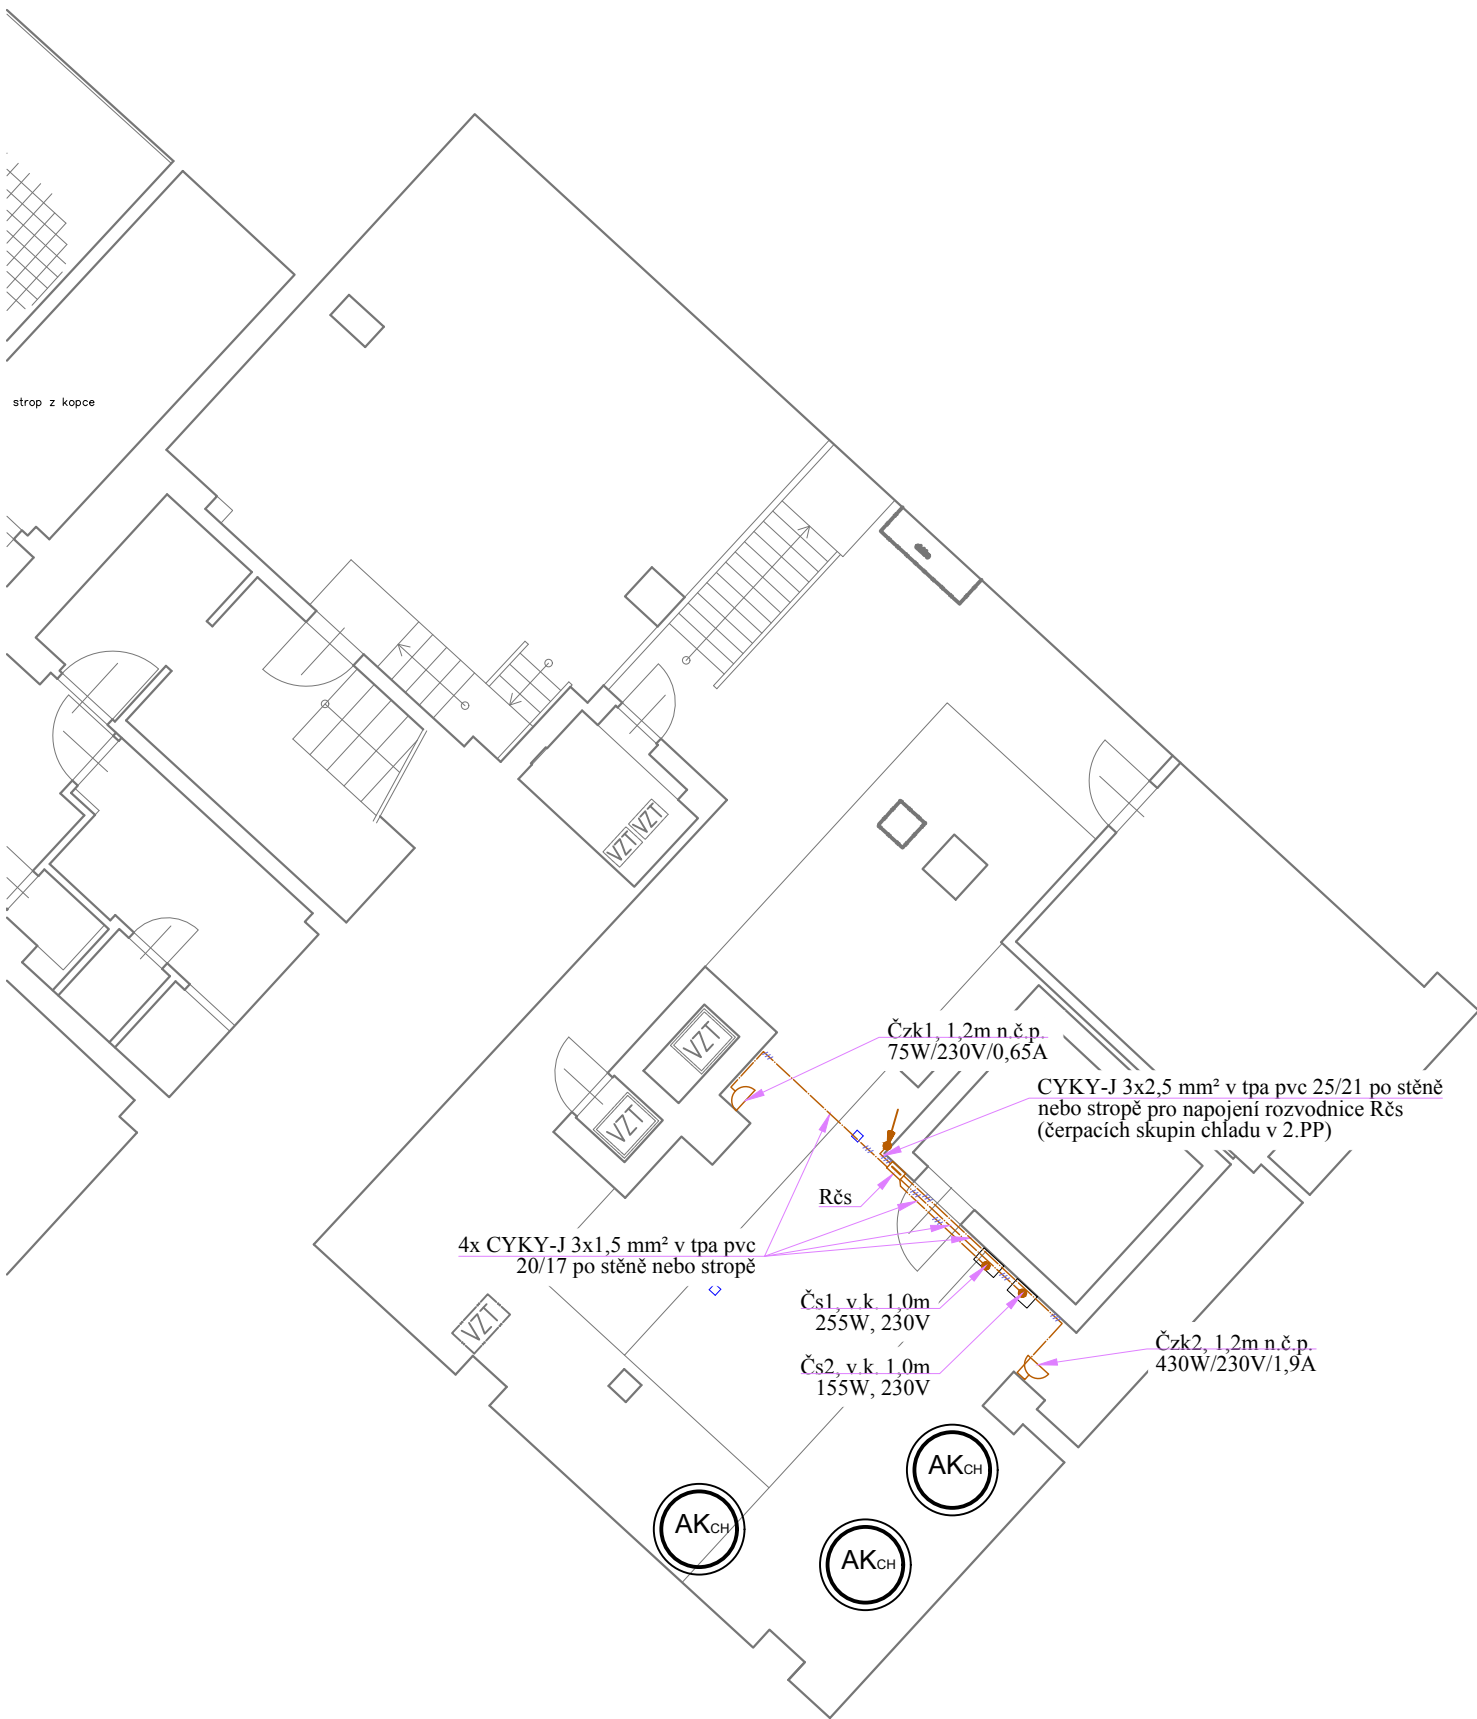 strop z kopce
VZT
VZT
VZT
Čzk1, 1,2m n.č.p.
75W/230V/0,65A
CYKY-J 3x2,5 mm² v tpa pvc 25/21 po stěně
nebo stropě pro napojení rozvodnice Rčs
(čerpacích skupin chladu v 2.PP)
VZT
Rčs
4x CYKY-J 3x1,5 mm² v tpa pvc
20/17 po stěně nebo stropě
Čs1, v.k. 1,0m
255W, 230V
VZT
Čzk2, 1,2m n.č.p.
430W/230V/1,9A
Čs2, v.k. 1,0m
155W, 230V
AKCH
AKCH
AKCH